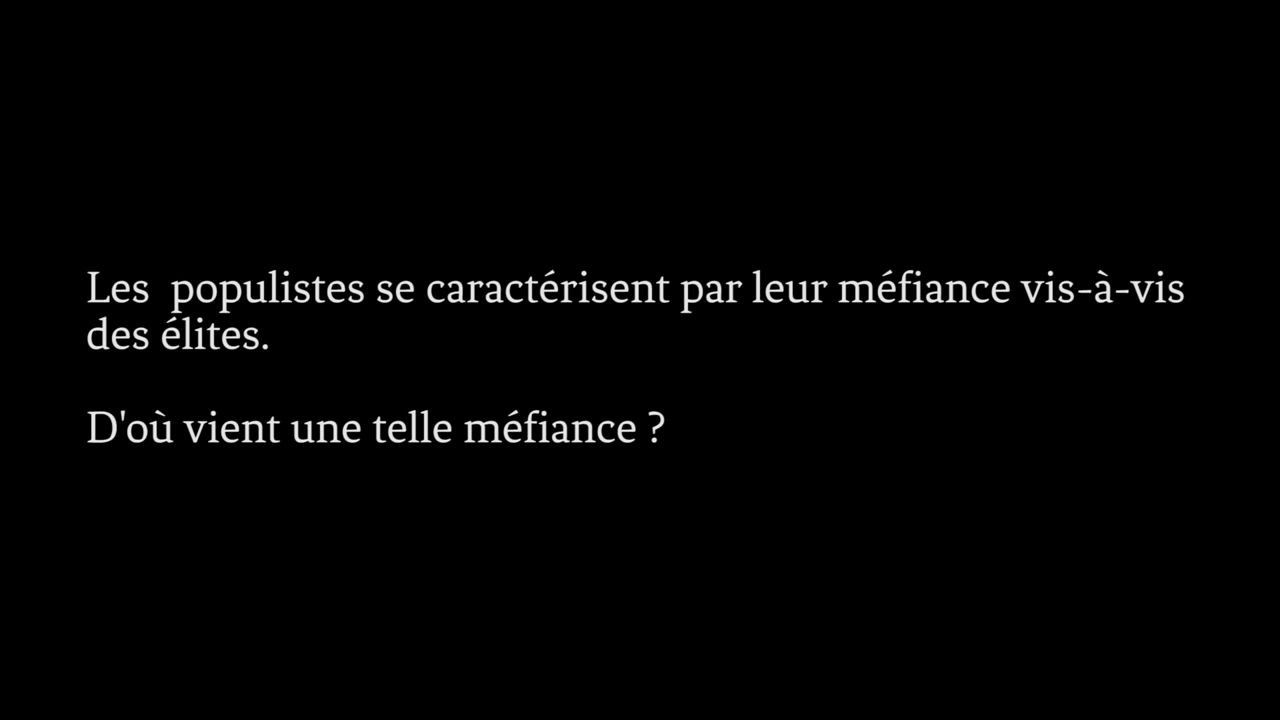 Les  populistes se caractérisent par leur méfiance vis-à-vis
des élites.
D'où vient une telle méfiance ?